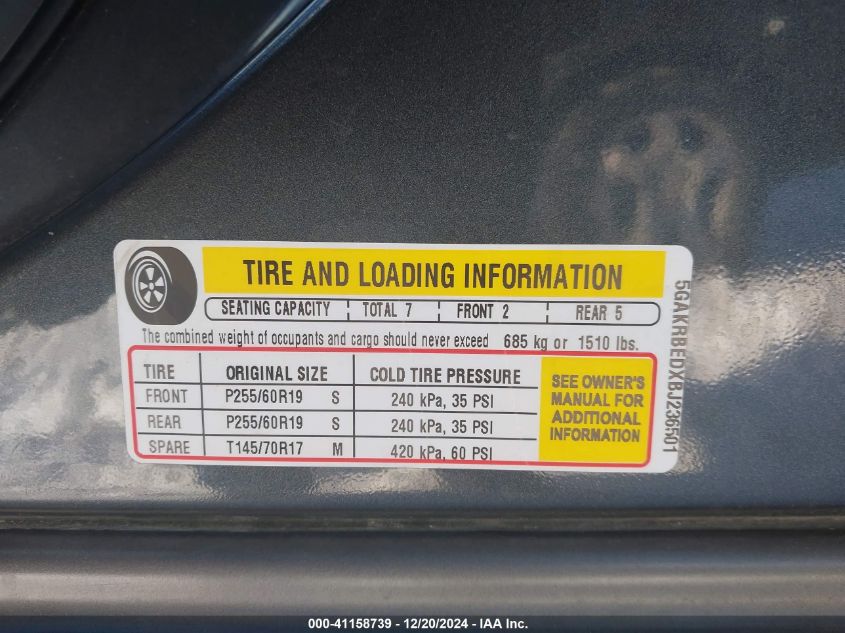 TIRE AND LOADING INFORMATION
SEATING CAPACITY TOTAL 7 FRONT 2 REAR 5
The combined weight of occupants and cargo should never exceed 685 kg or 1510 lbs.
TIRE ORIGINAL SIZE COLD TIRE PRESSURE
FRONT P255/60R19 S 240 kPa, 35 PSI
REAR P255/60R19 S 240 kPa, 35 PSI
SPARE T145/70R17 M 420 kPa, 60 PSI
SEE OWNER'S
MANUAL FOR
ADDITIONAL
INFORMATION
5GAKRBEDXBJ236501
000-41158739 - 12/20/2024 - IAA Inc.